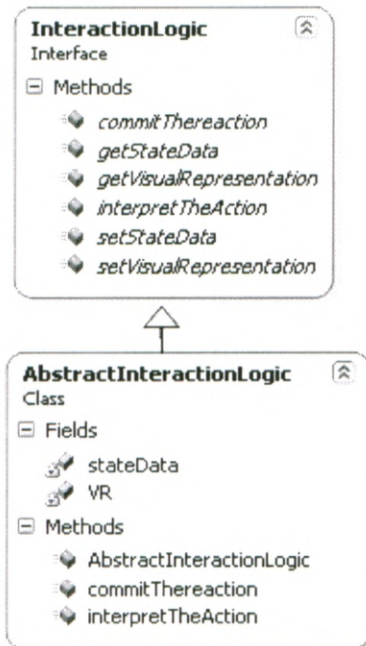 InteractionLogic
Interface
Methods
commitThereaction
getStateData
getVisualRepresentation
interpretTheAction
setStateData
setVisualRepresentation
AbstractInteractionLogic
Class
Fields
stateData
VR
Methods
AbstractInteractionLogic
commitThereaction
interpretTheAction